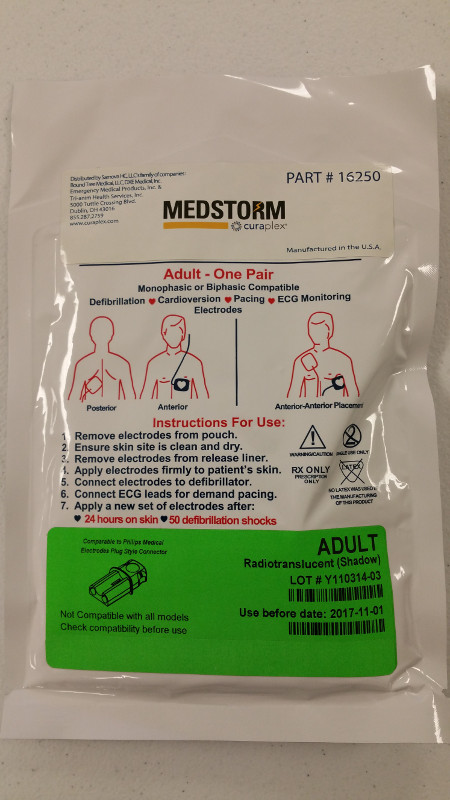 Distributed by Sarnova HC, LLC's family of companies:
Bound Tree Medical, LLC, DXE Medical, Inc.
Emergency Medical Products, Inc. &
Tri-anim Health Services, Inc.
5000 Tuttle Crossing Blvd.
Dublin, OH 43016
855.287.2759
www.curaplex.com
PART # 16250
MEDSTORM
curaplex®
Manufactured in the U.S.A.
Adult - One Pair
Monophasic or Biphasic Compatible
Defibrillation ♥ Cardioversion ♥ Pacing ♥ ECG Monitoring
Electrodes
Posterior
Anterior
Anterior-Anterior Placement
Instructions For Use:
1. Remove electrodes from pouch.
2. Ensure skin site is clean and dry.
3. Remove electrodes from release liner.
4. Apply electrodes firmly to patient's skin.
5. Connect electrodes to defibrillator.
6. Connect ECG leads for demand pacing.
7. Apply a new set of electrodes after:
♥ 24 hours on skin ♥ 50 defibrillation shocks
WARNING/CAUTION
SINGLE USE ONLY
RX ONLY
PRESCRIPTION
ONLY
LATEX
NO LATEX WAS USED IN
THE MANUFACTURING
OF THIS PRODUCT
Comparable to Philips Medical
Electrodes Plug Style Connector
Not Compatible with all models
Check compatibility before use
ADULT
Radiotranslucent (Shadow)
LOT # Y110314-03
Use before date: 2017-11-01